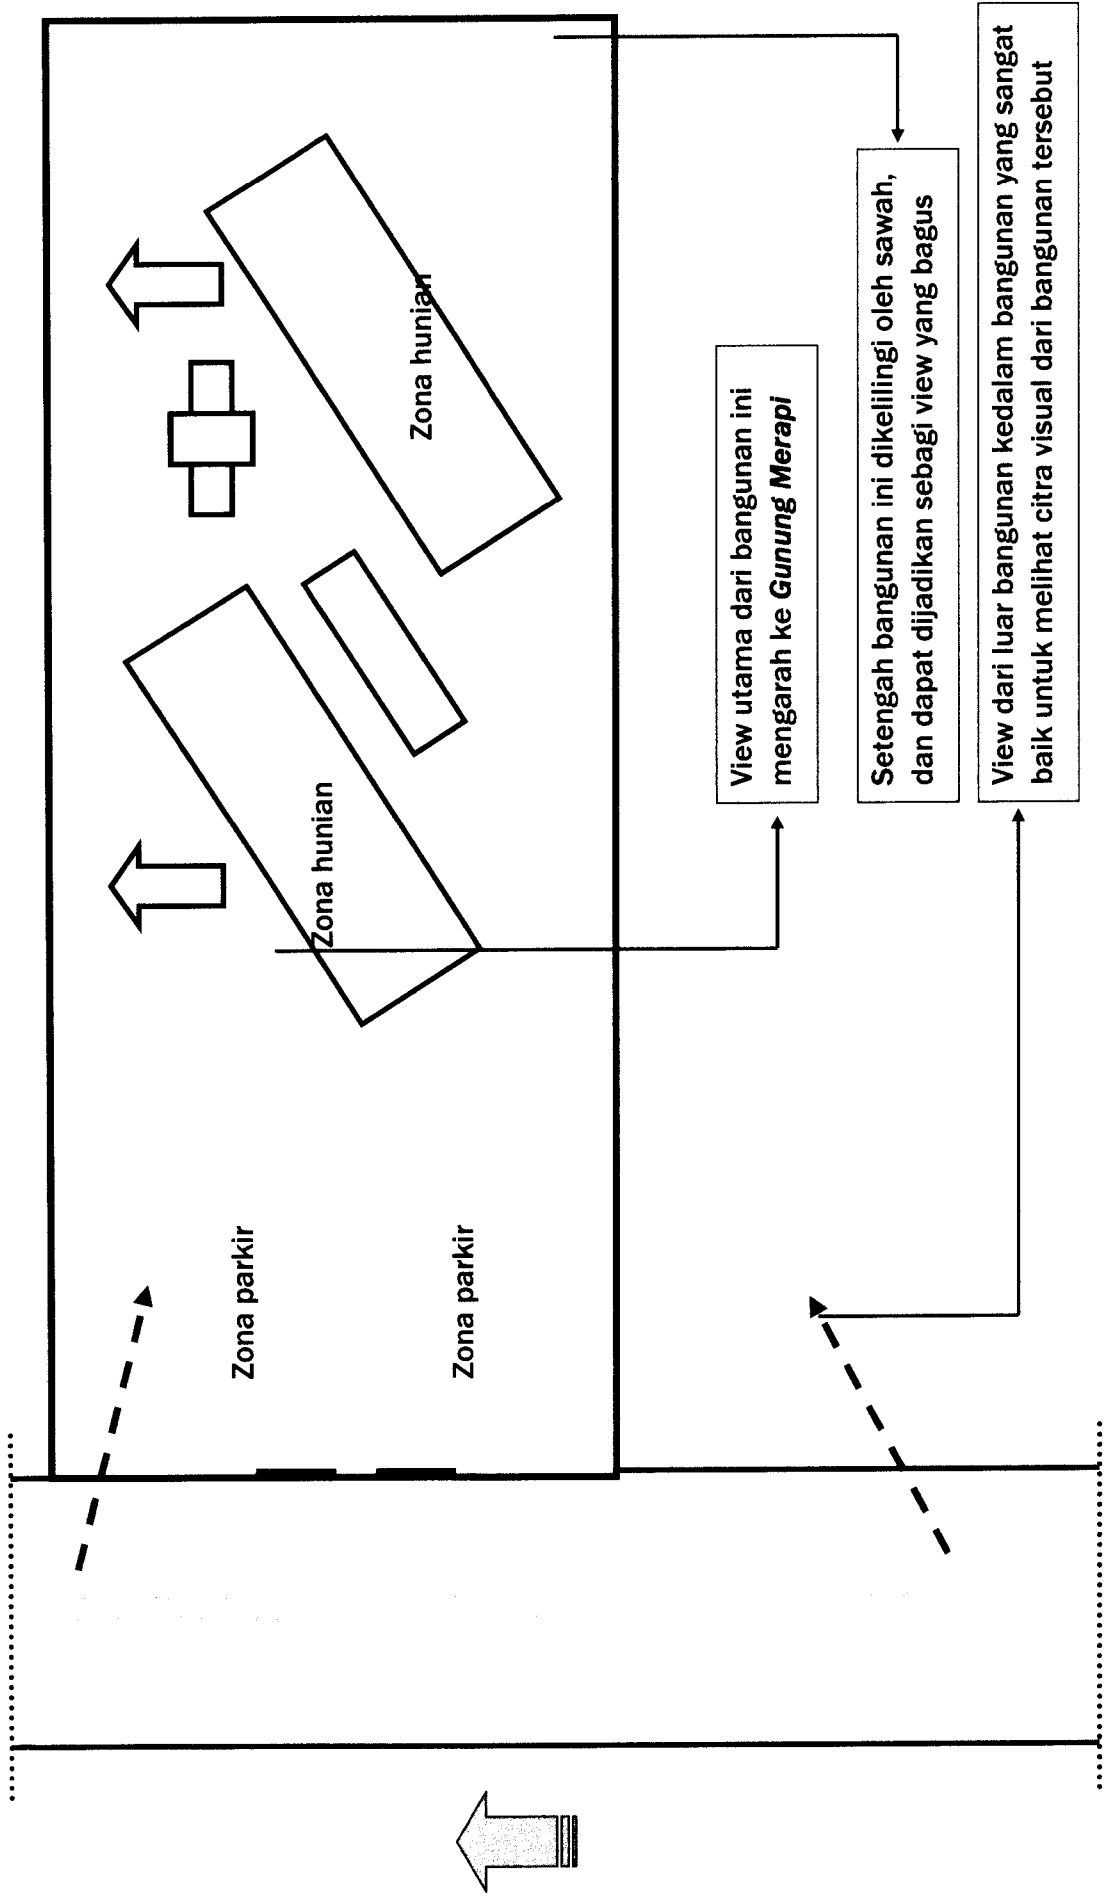 Zona hunian
Zona hunian
Zona parkir
Zona parkir
View utama dari bangunan ini
mengarah ke Gunung Merapi
Setengah bangunan ini dikelilingi oleh sawah,
dan dapat dijadikan sebagi view yang bagus
View dari luar bangunan kedalam bangunan yang sangat
baik untuk melihat citra visual dari bangunan tersebut